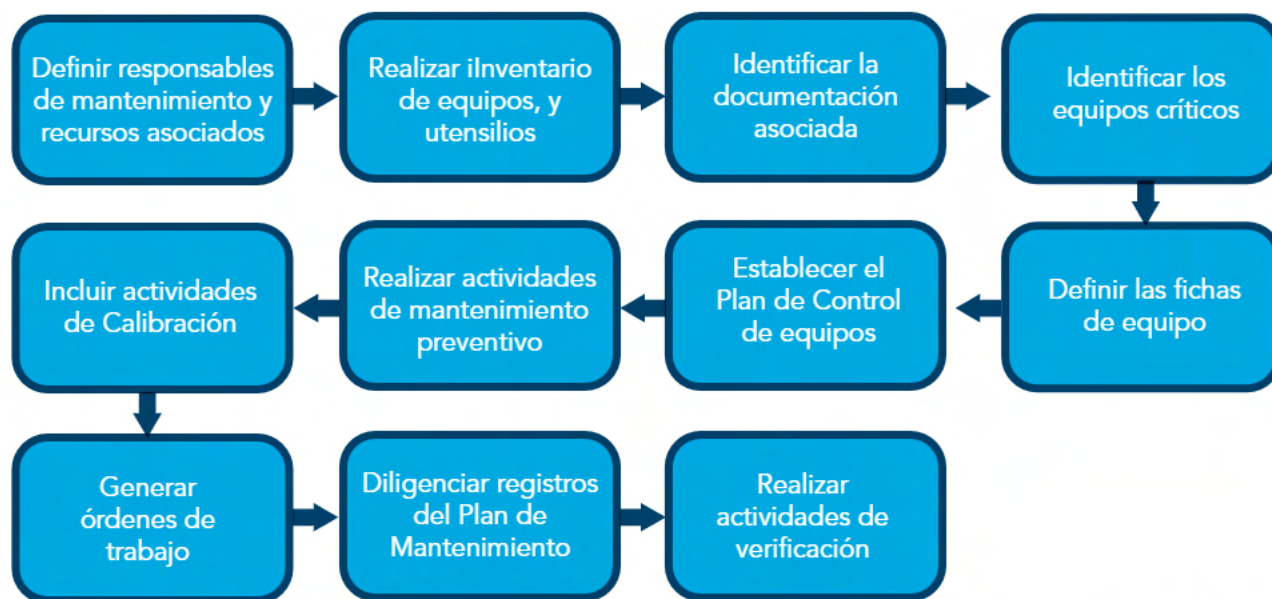 Definir responsables
de mantenimiento y
recursos asociados
Realizar iInventario
de equipos, y
utensilios
Identificar la
documentación
asociada
Identificar los
equipos críticos
Definir las fichas
de equipo
Establecer el
Plan de Control
de equipos
Realizar actividades
de mantenimiento
preventivo
Incluir actividades
de Calibración
Generar
órdenes de
trabajo
Diligenciar registros
del Plan de
Mantenimiento
Realizar
actividades de
verificación